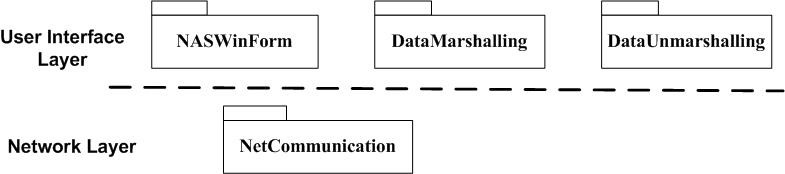 User Interface
Layer
NASWinForm
DataMarshalling
DataUnmarshalling
Network Layer
NetCommunication